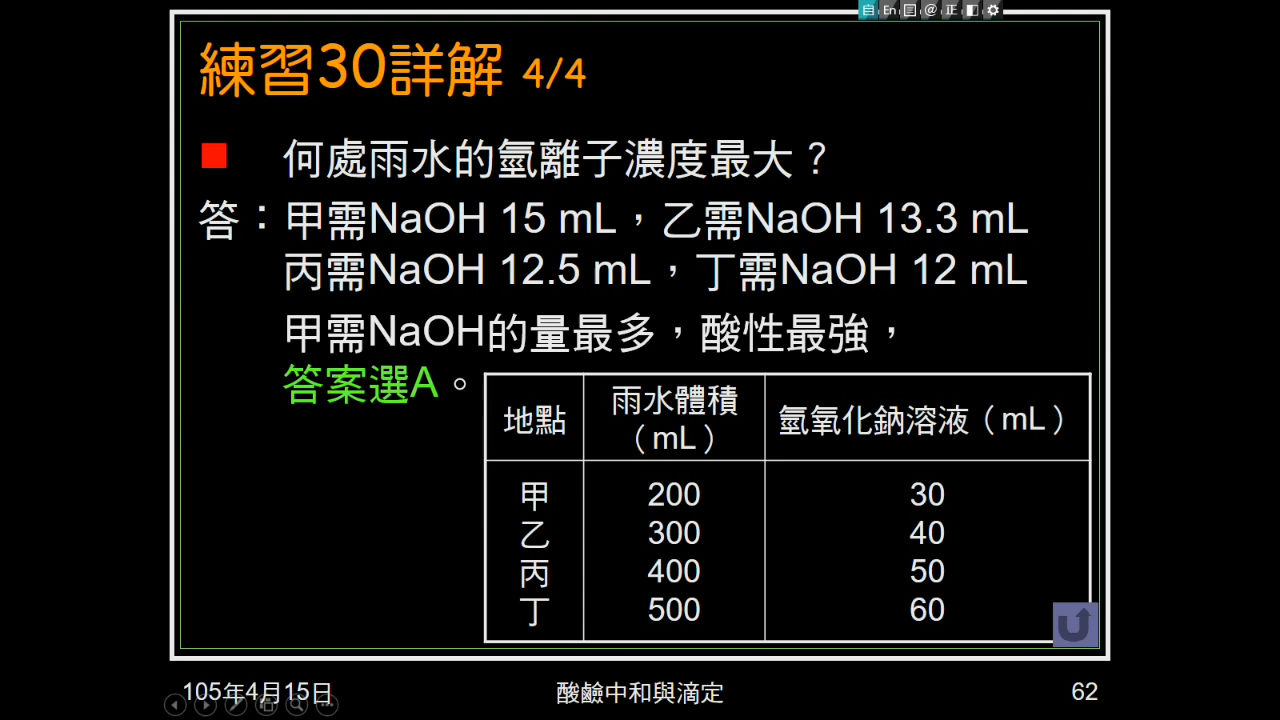 自 En @ 正
練習30詳解 4/4
何處雨水的氫離子濃度最大？
答：甲需NaOH 15 mL，乙需NaOH 13.3 mL
丙需NaOH 12.5 mL，丁需NaOH 12 mL
甲需NaOH的量最多，酸性最強，
答案選A。
地點 雨水體積（mL） 氫氧化鈉溶液（mL）
甲 200 30
乙 300 40
丙 400 50
丁 500 60
105年4月15日 酸鹼中和與滴定 62